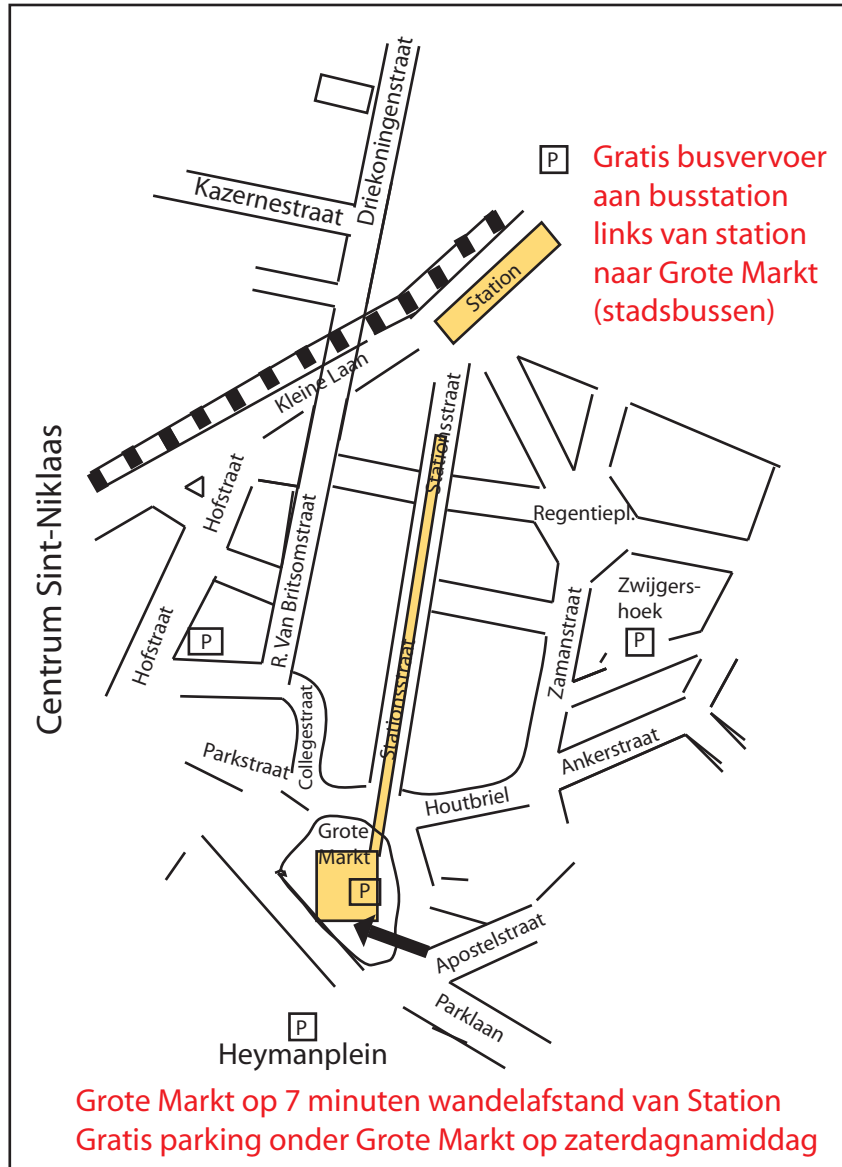 Driekoningenstraat
Kazernestraat
P
Gratis busvervoer
aan busstation
links van station
naar Grote Markt
(stadsbussen)
Station
Kleine Laan
Stationsstraat
Hofstraat
Regentiepl.
Centrum Sint-Niklaas
R. Van Britsomstraat
Zwijgers-
hoek
P
P
Hofstraat
Zamanstraat
Stationsstraat
Collegestraat
Parkstraat
Ankerstraat
Houtbriel
Grote
Markt
P
Apostelstraat
Parklaan
P
Heymanplein
Grote Markt op 7 minuten wandelafstand van Station
Gratis parking onder Grote Markt op zaterdagnamiddag